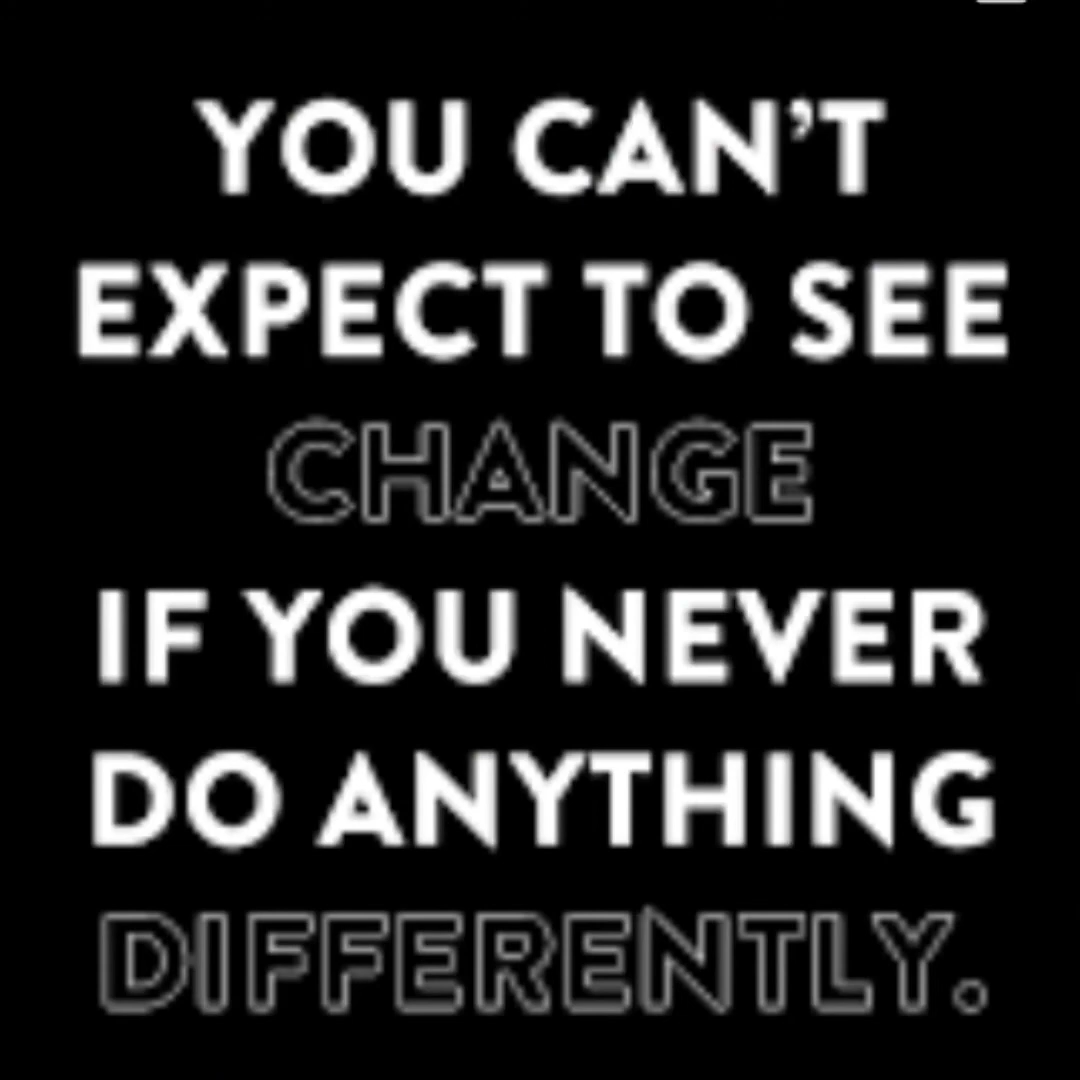 YOU CAN’T
EXPECT TO SEE
CHANGE
IF YOU NEVER
DO ANYTHING
DIFFERENTLY.